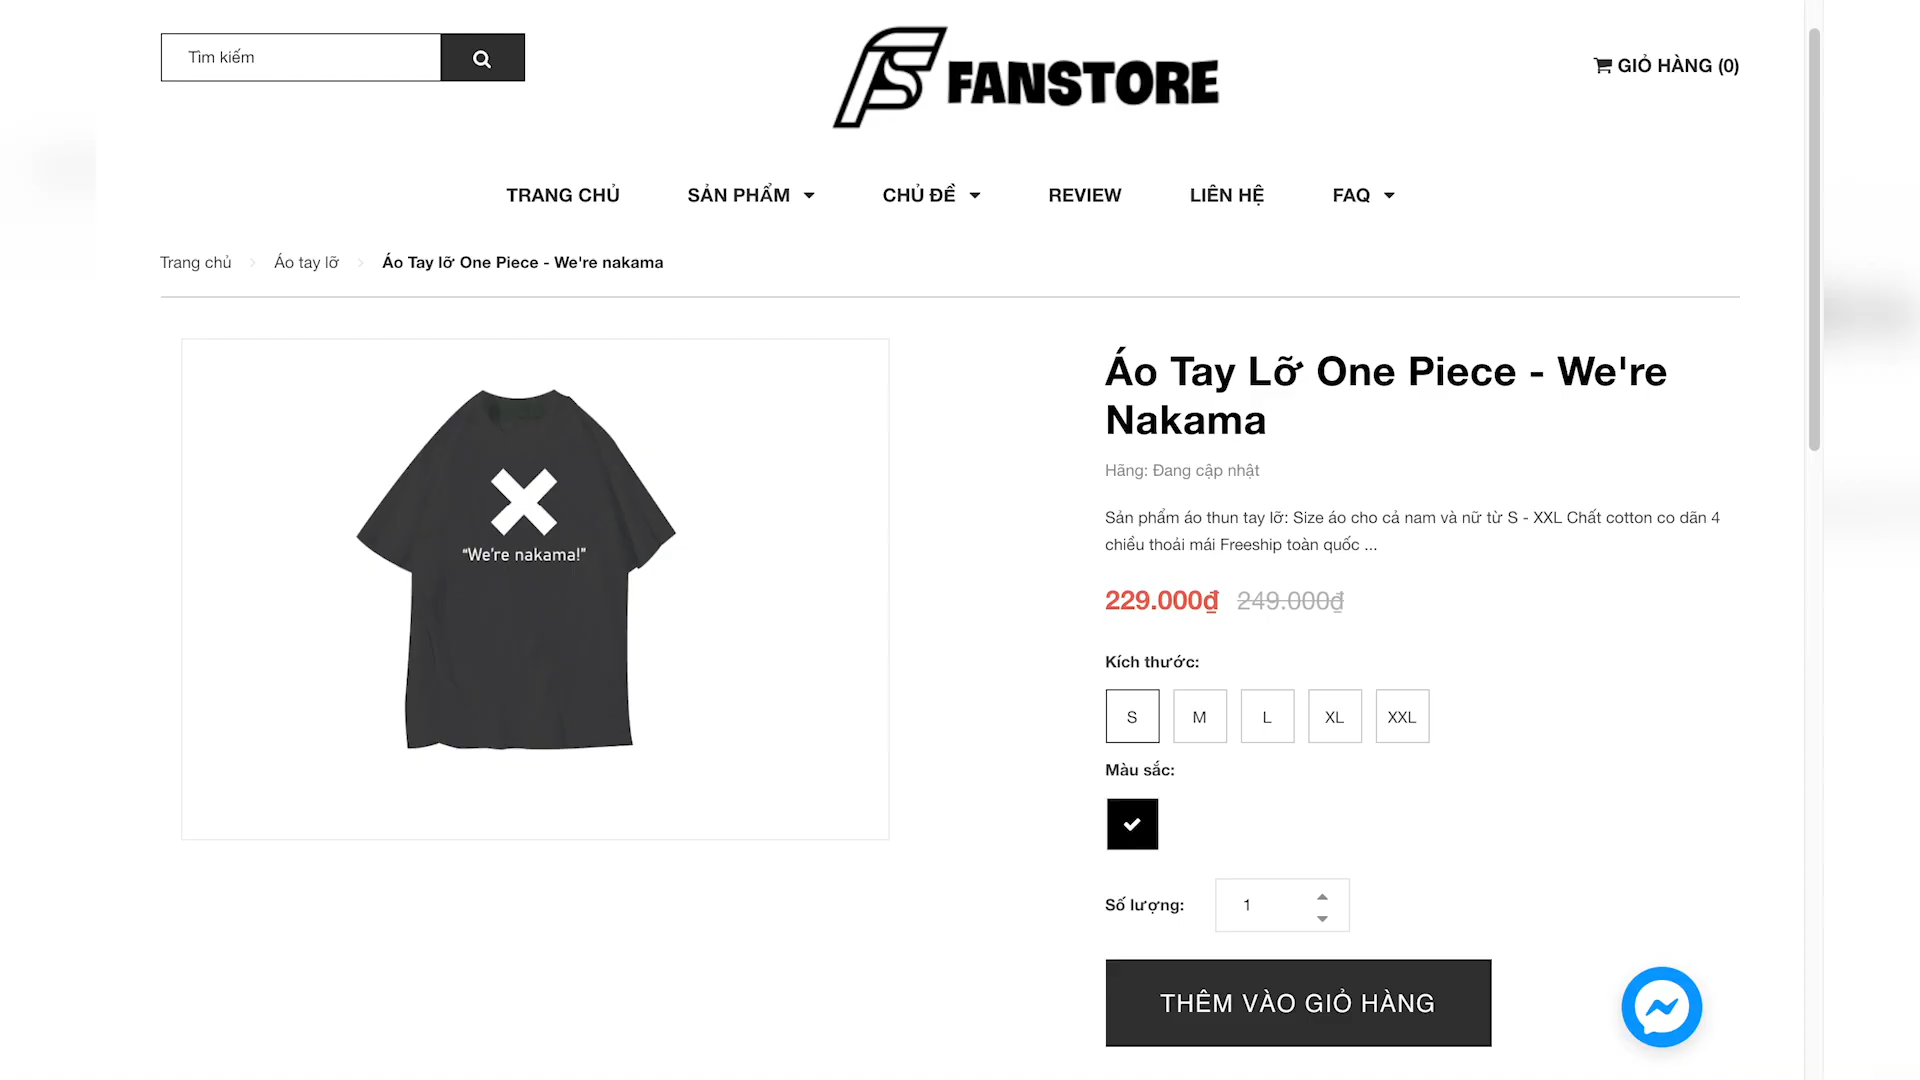 Tìm kiếm
FS FANSTORE
GIỎ HÀNG (0)
TRANG CHỦ
SẢN PHẨM
CHỦ ĐỀ
REVIEW
LIÊN HỆ
FAQ
Trang chủ > Áo tay lỡ > Áo Tay lỡ One Piece - We're nakama
"We're nakama!"
Áo Tay Lỡ One Piece - We're
Nakama
Hãng: Đang cập nhật
Sản phẩm áo thun tay lỡ: Size áo cho cả nam và nữ từ S - XXL Chất cotton co dãn 4
chiều thoải mái Freeship toàn quốc ...
229.000₫ 249.000₫
Kích thước:
S M L XL XXL
Màu sắc:
Số lượng: 1
THÊM VÀO GIỎ HÀNG